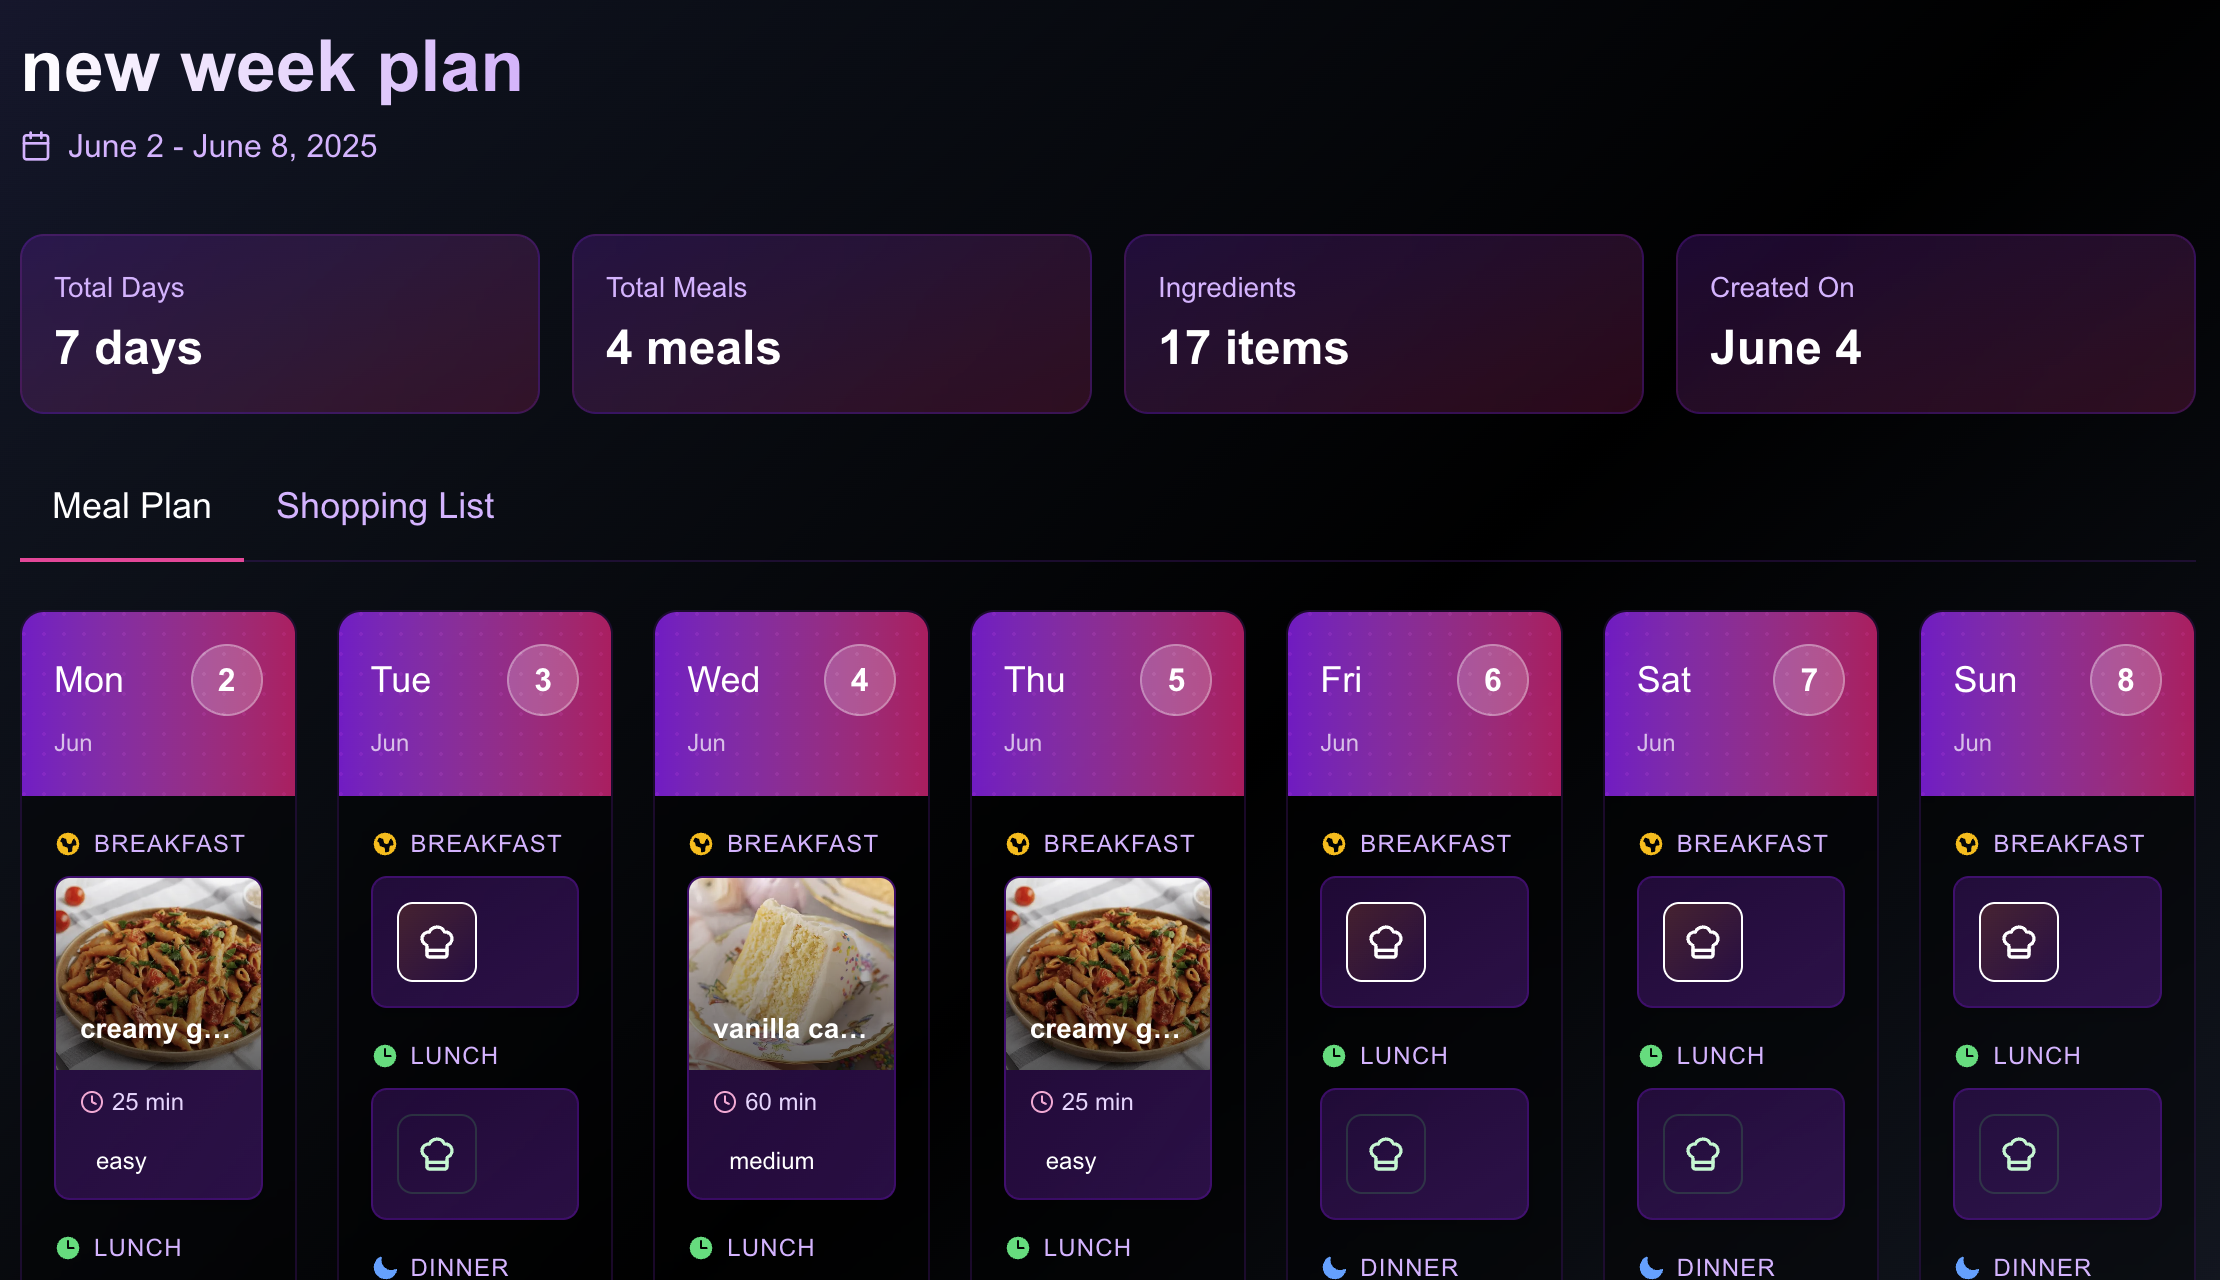 new week plan
June 2 - June 8, 2025
Total Days
7 days
Total Meals
4 meals
Ingredients
17 items
Created On
June 4
Meal Plan
Shopping List
Mon 2
Jun
BREAKFAST
creamy g...
25 min
easy
LUNCH
Tue 3
Jun
BREAKFAST
LUNCH
DINNER
Wed 4
Jun
BREAKFAST
vanilla ca...
60 min
medium
LUNCH
Thu 5
Jun
BREAKFAST
creamy g...
25 min
easy
LUNCH
Fri 6
Jun
BREAKFAST
LUNCH
DINNER
Sat 7
Jun
BREAKFAST
LUNCH
DINNER
Sun 8
Jun
BREAKFAST
LUNCH
DINNER